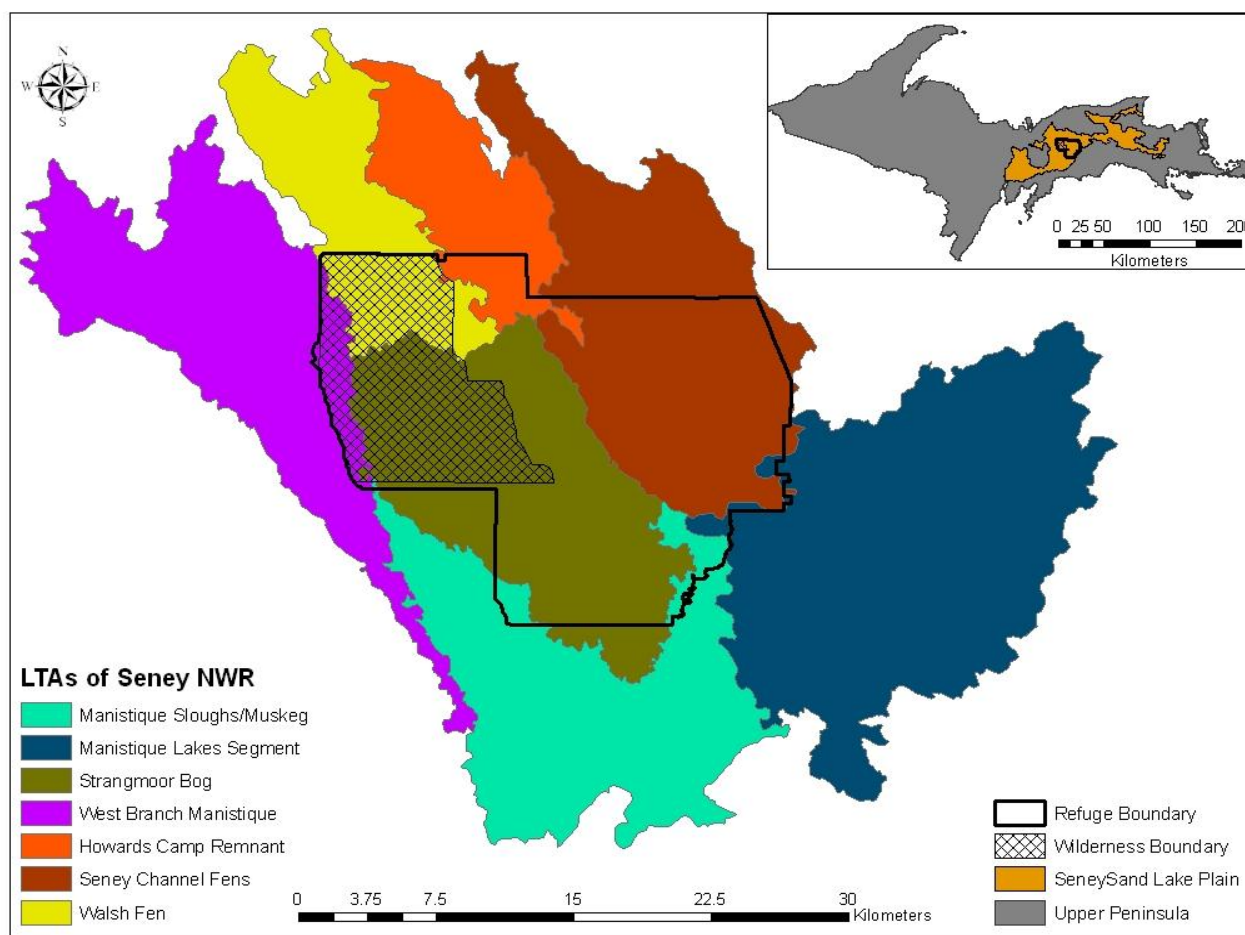 N
W E
S
0 25 50 100 150 200
Kilometers
LTAs of Seney NWR
Manistique Sloughs/Muskeg
Manistique Lakes Segment
Strangmoor Bog
West Branch Manistique
Howards Camp Remnant
Seney Channel Fens
Walsh Fen
0 3.75 7.5 15 22.5 30
Kilometers
Refuge Boundary
Wilderness Boundary
SeneySand Lake Plain
Upper Peninsula